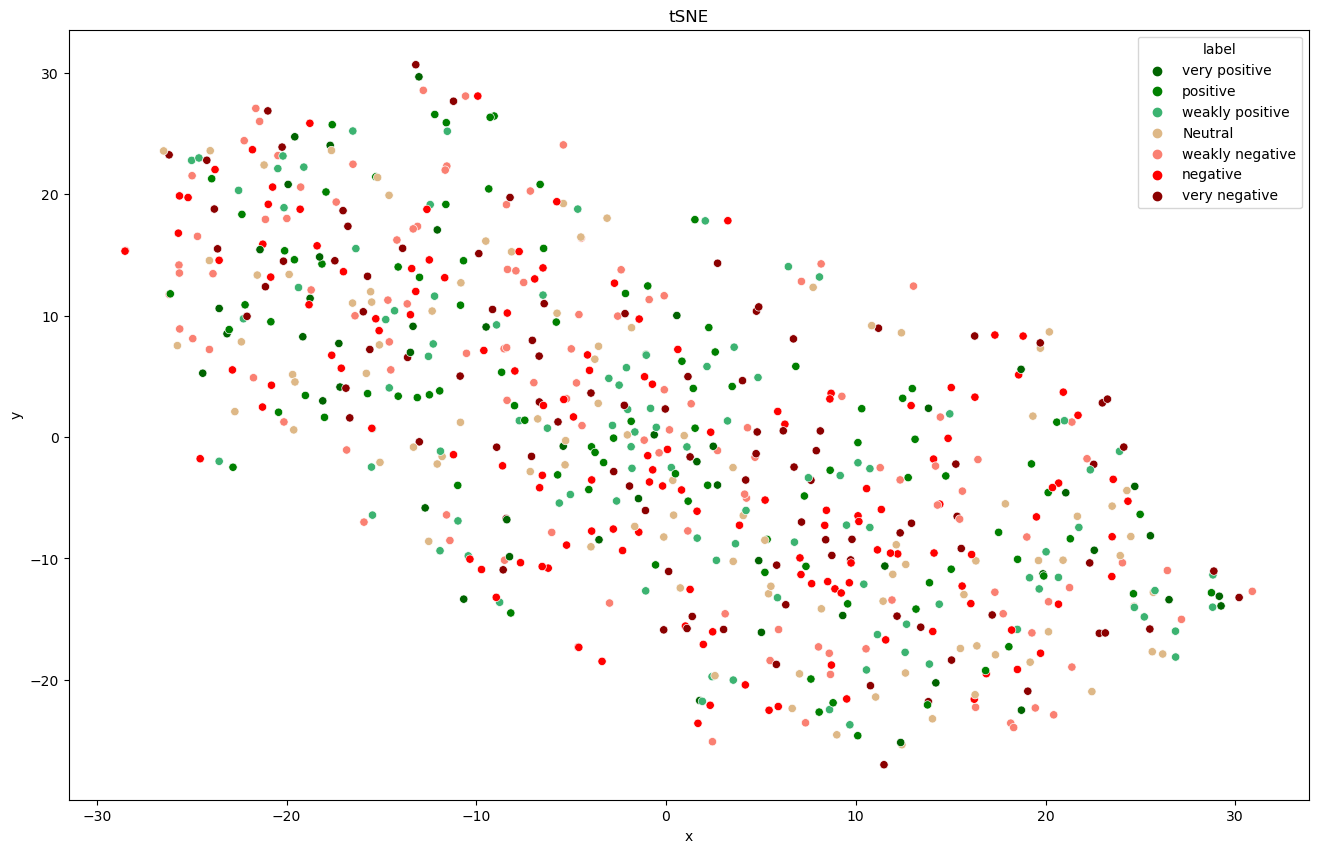 tSNE
label
very positive
positive
weakly positive
Neutral
weakly negative
negative
very negative
30
20
10
0
−10
−20
y
−30
−20
−10
0
10
20
30
x